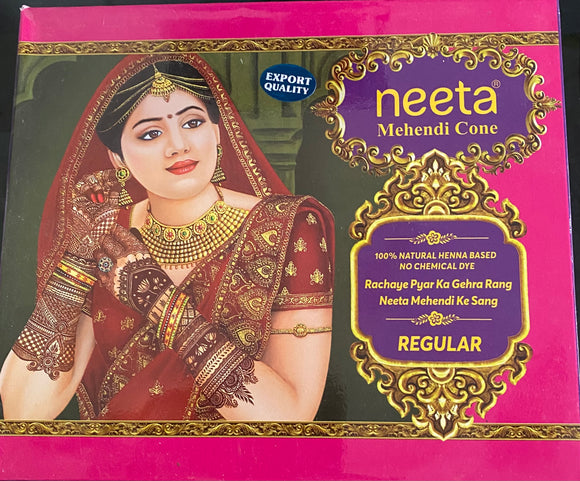 EXPORT
QUALITY
neeta®
Mehendi Cone
100% NATURAL HENNA BASED
NO CHEMICAL DYE
Rachaye Pyar Ka Gehra Rang
Neeta Mehendi Ke Sang
REGULAR